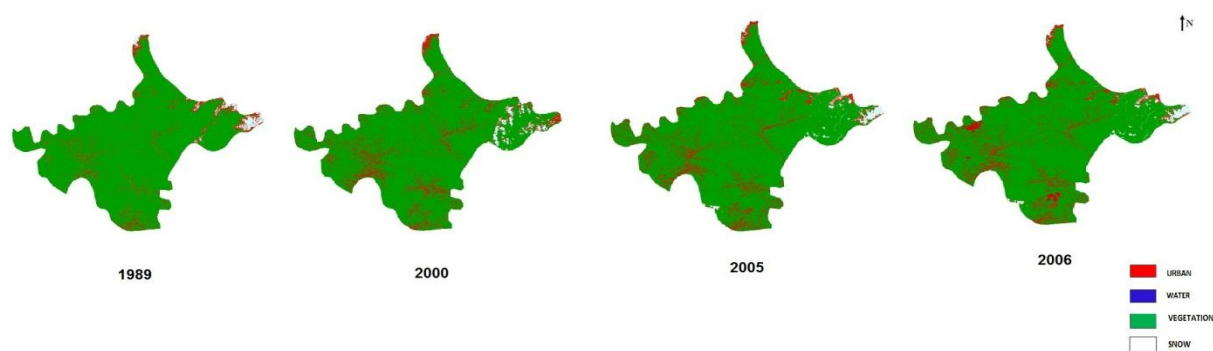 N
1989
2000
2005
2006
URBAN
WATER
VEGETATION
SNOW